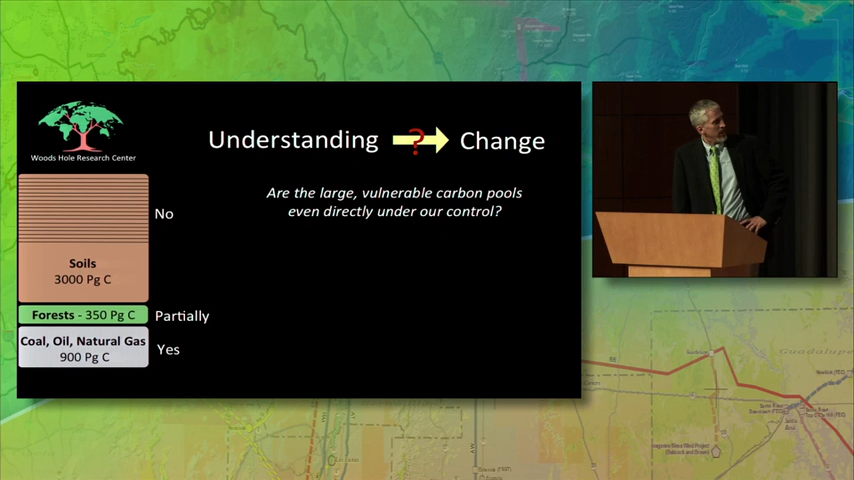 Understanding ? Change
Woods Hole Research Center
Are the large, vulnerable carbon pools
even directly under our control?
No
Soils
3000 Pg C
Forests - 350 Pg C
Partially
Coal, Oil, Natural Gas
900 Pg C
Yes